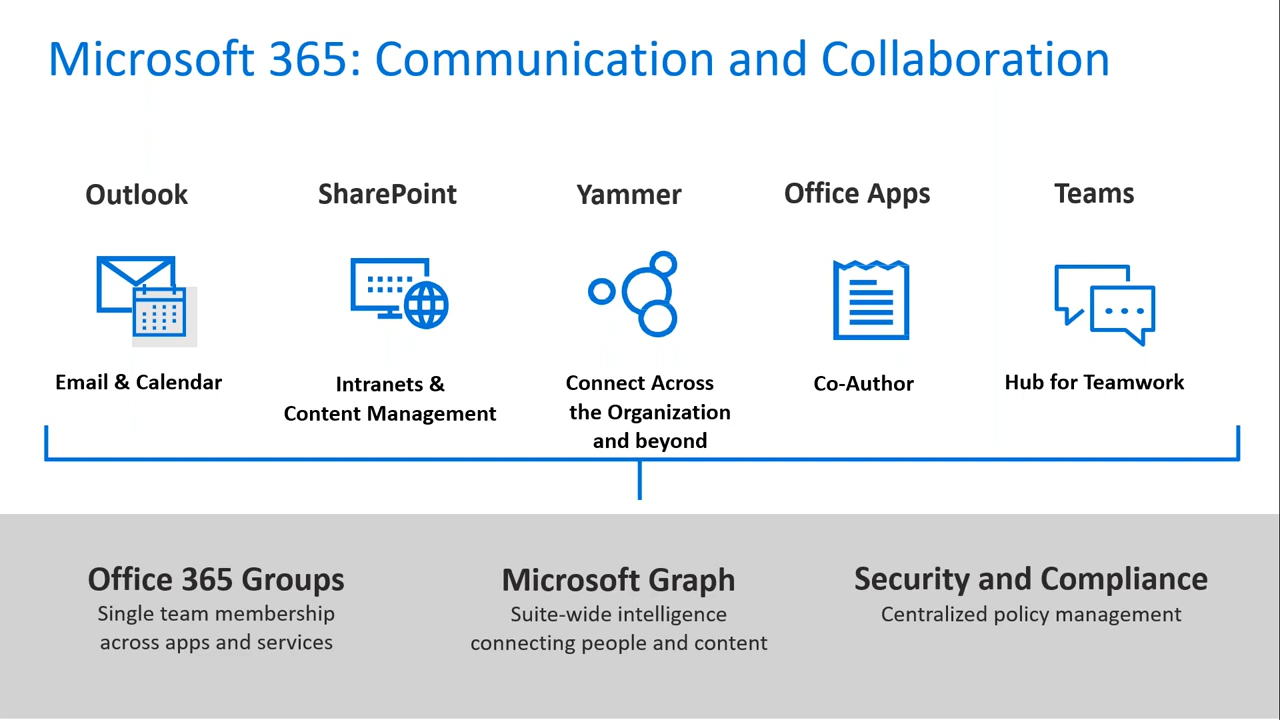 Microsoft 365: Communication and Collaboration
Outlook
SharePoint
Yammer
Office Apps
Teams
Email & Calendar
Intranets &
Content Management
Connect Across
the Organization
and beyond
Co-Author
Hub for Teamwork
Office 365 Groups
Single team membership
across apps and services
Microsoft Graph
Suite-wide intelligence
connecting people and content
Security and Compliance
Centralized policy management